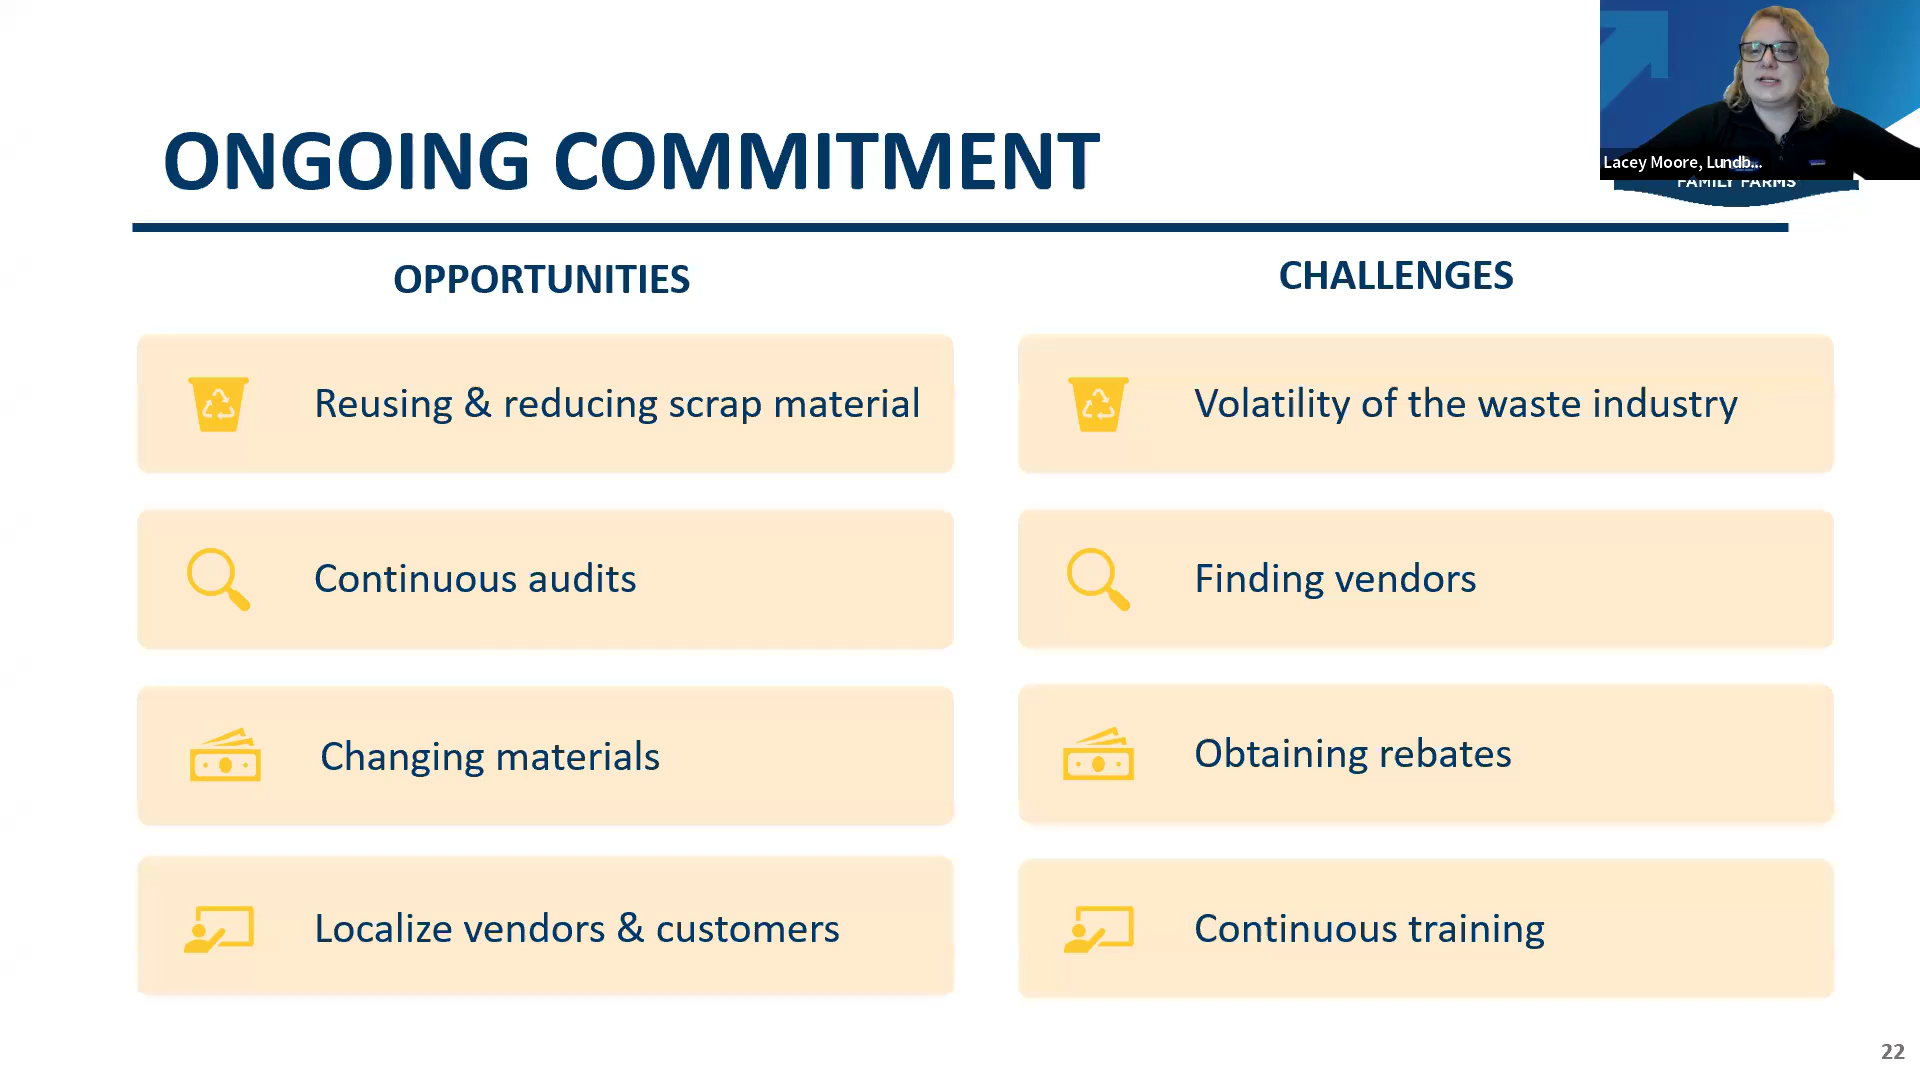 ONGOING COMMITMENT
Lacey Moore, Lundb...
FAMILY FARMS
OPPORTUNITIES
Reusing & reducing scrap material
Continuous audits
Changing materials
Localize vendors & customers
CHALLENGES
Volatility of the waste industry
Finding vendors
Obtaining rebates
Continuous training
22